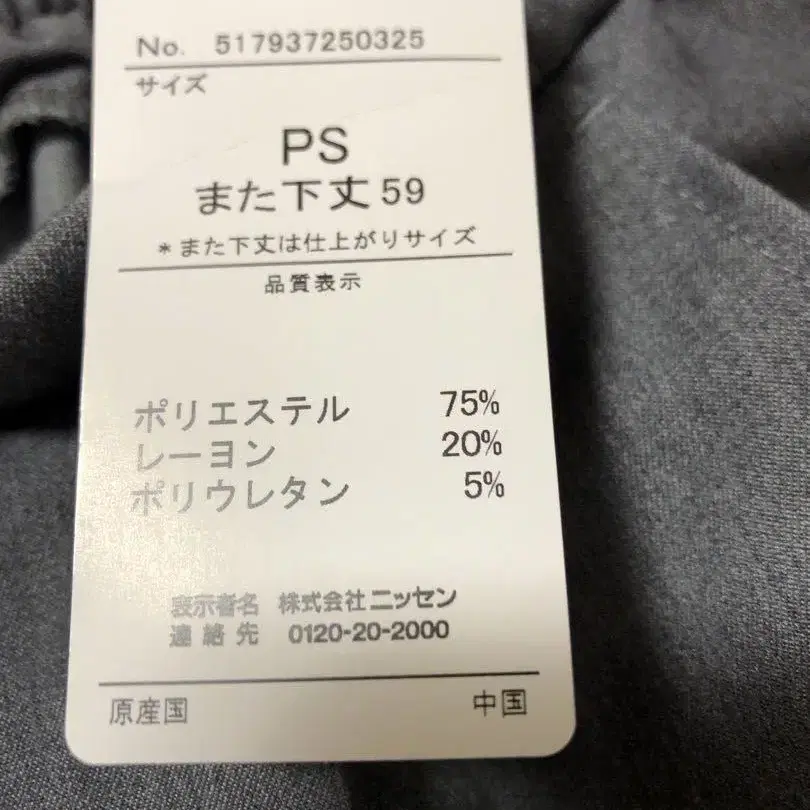 No. 517937250325
サイズ
PS
また下丈59
*また下丈は仕上がりサイズ
品質表示
ポリエステル 75%
レーヨン 20%
ポリウレタン 5%
表示者名 株式会社ニッセン
連絡先 0120-20-2000
原産国 中国